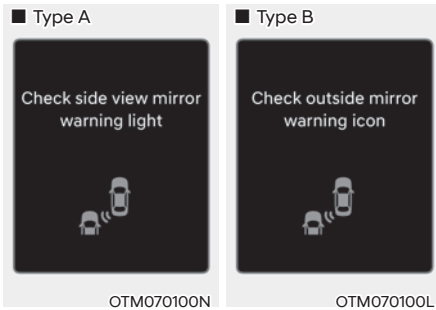 ■ Type A
Check side view mirror
warning light
OTM070100N
■ Type B
Check outside mirror
warning icon
OTM070100L